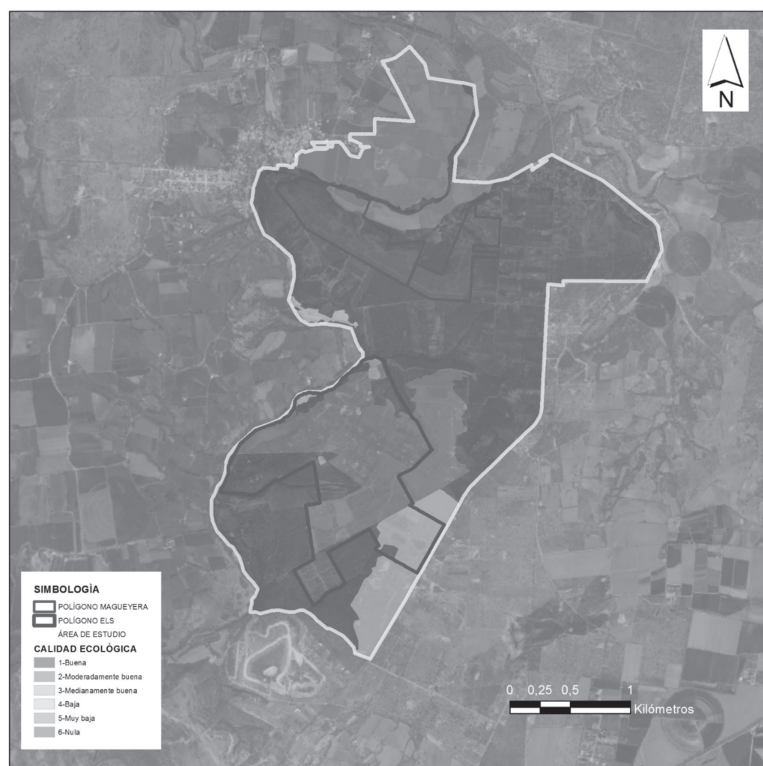 N
SIMBOLOGÌA
POLÍGONO MAGUEYERA
POLÍGONO ELS
ÁREA DE ESTUDIO
CALIDAD ECOLÓGICA
1-Buena
2-Moderadamente buena
3-Medianamente buena
4-Baja
5-Muy baja
6-Nula
0 0,25 0,5 1
Kilómetros